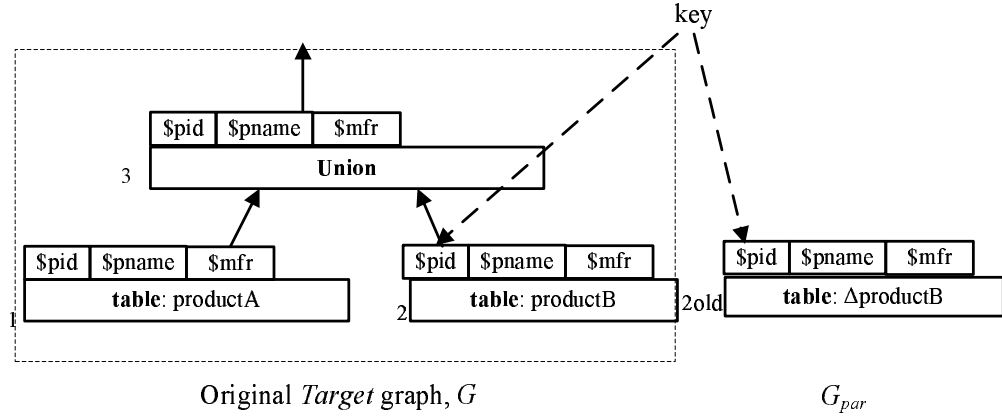 key
$pid $pname $mfr
3 Union
$pid $pname $mfr $pid $pname $mfr $pid $pname $mfr
1 table: productA 2 table: productB 2old table: ΔproductB
Original Target graph, G G_par